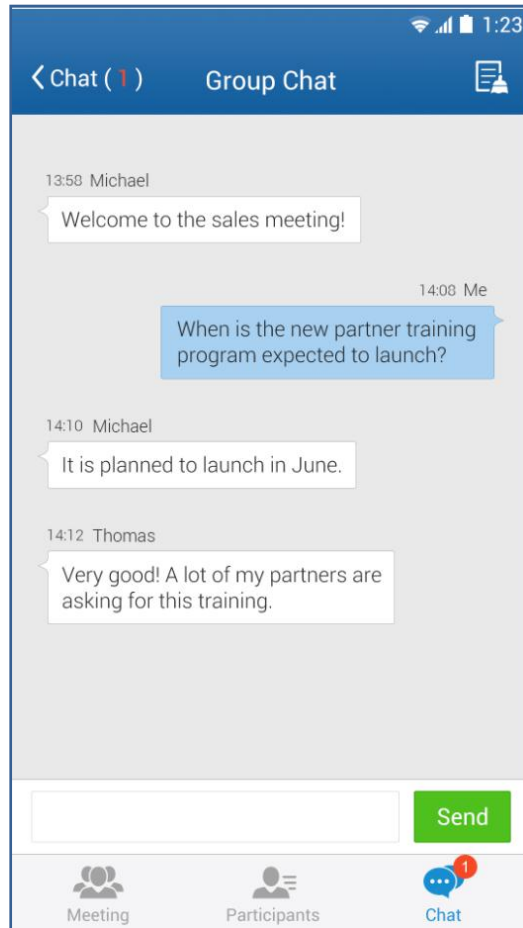 1:23
Chat ( 1 )
Group Chat
13:58 Michael
Welcome to the sales meeting!
14:08 Me
When is the new partner training
program expected to launch?
14:10 Michael
It is planned to launch in June.
14:12 Thomas
Very good! A lot of my partners are
asking for this training.
Send
1
Meeting
Participants
Chat